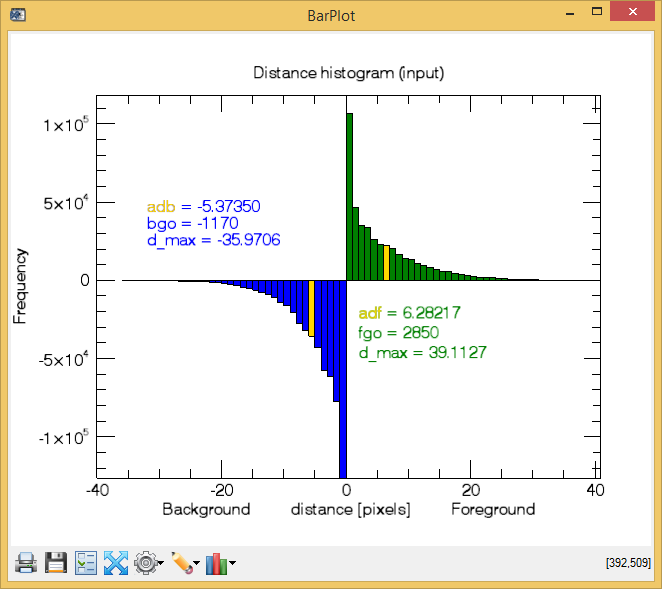 BarPlot
Distance histogram (input)
1×10⁵
5×10⁴
0
-5×10⁴
-1×10⁵
Frequency
adb = -5.37350
bgo = -1170
d_max = -35.9706
adf = 6.28217
fgo = 2850
d_max = 39.1127
-40 -20 0 20 40
Background distance [pixels] Foreground
[392,509]